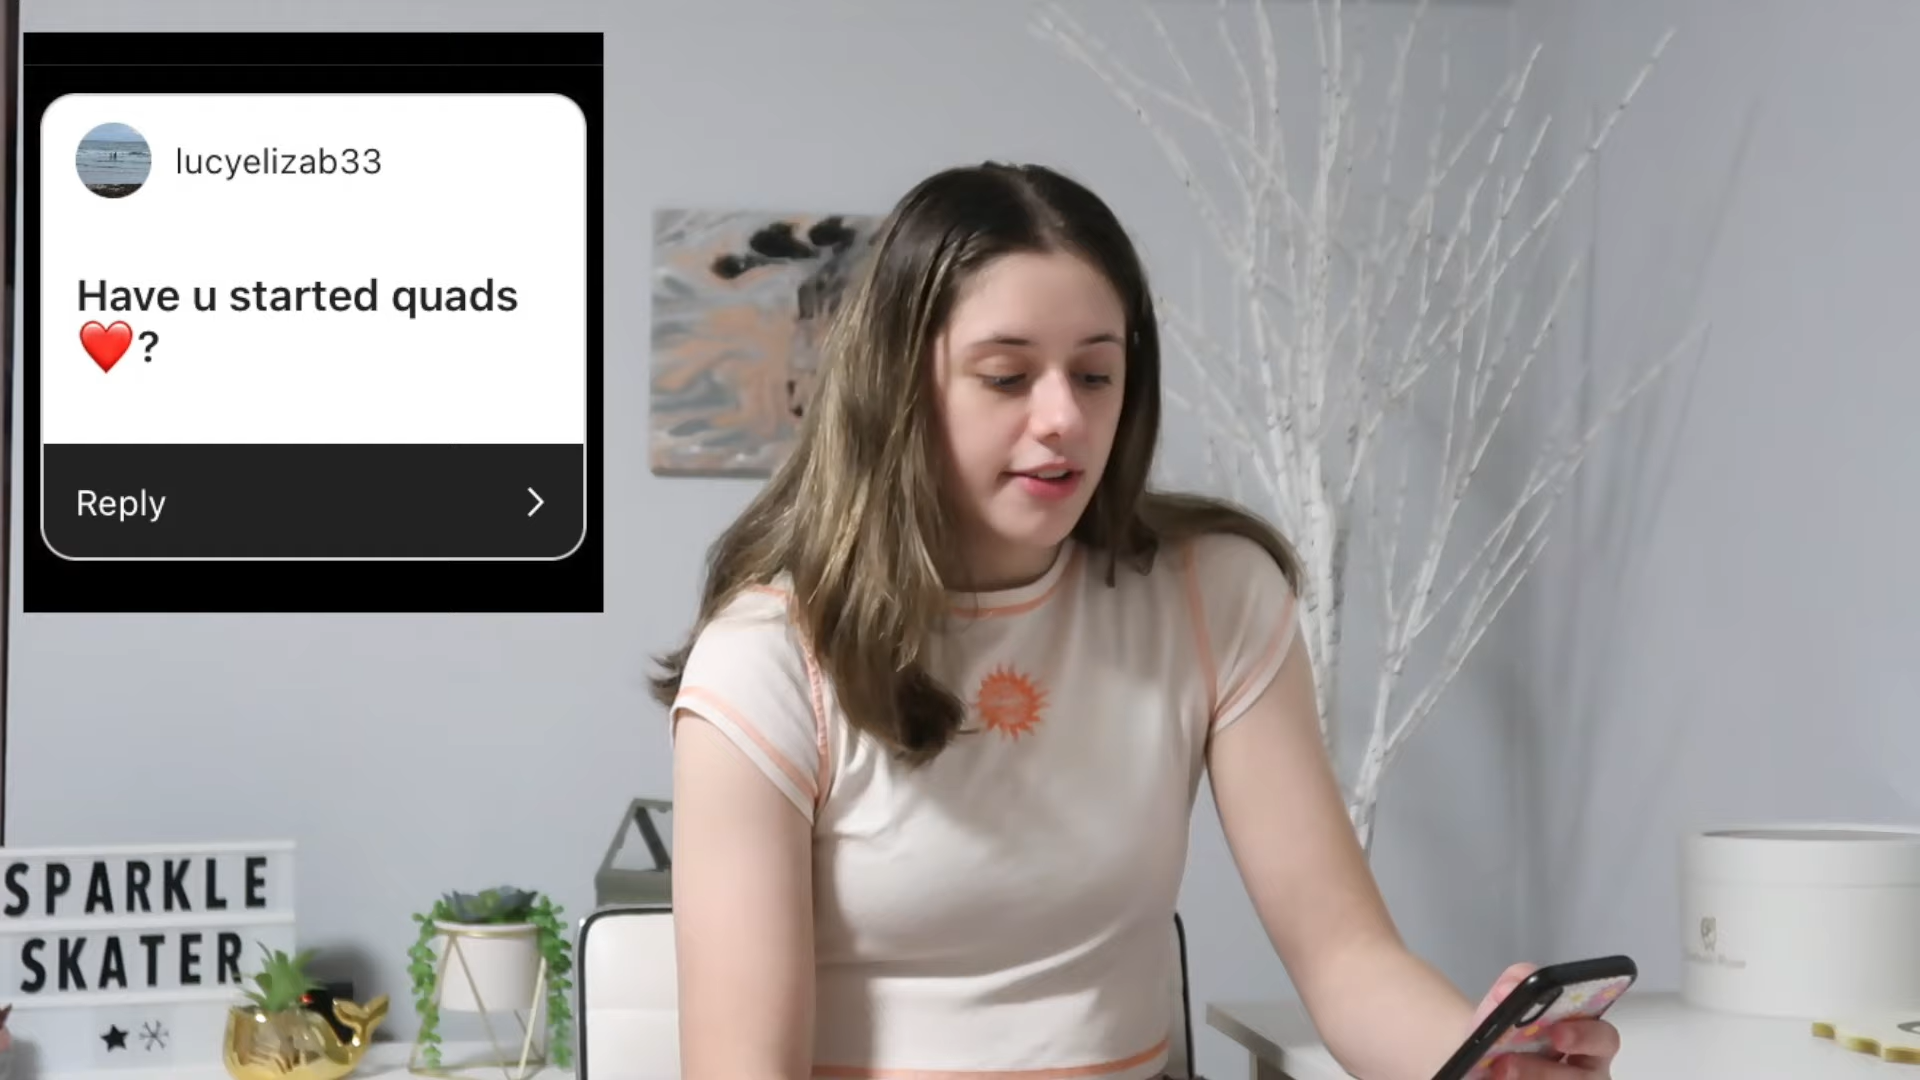 lucyelizab33
Have u started quads
❤️?
Reply
SPARKLE
SKATER